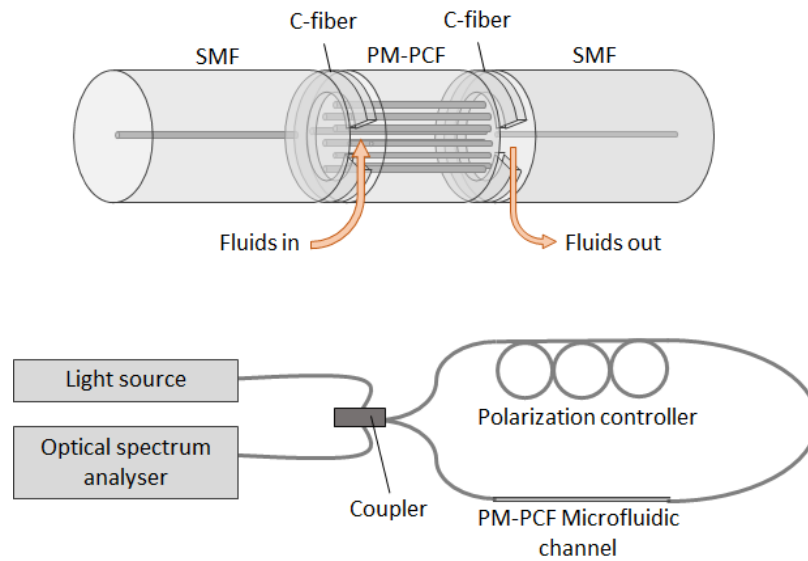 C-fiber
C-fiber
SMF
PM-PCF
SMF
Fluids in
Fluids out
Light source
Polarization controller
Optical spectrum
analyser
Coupler
PM-PCF Microfluidic
channel